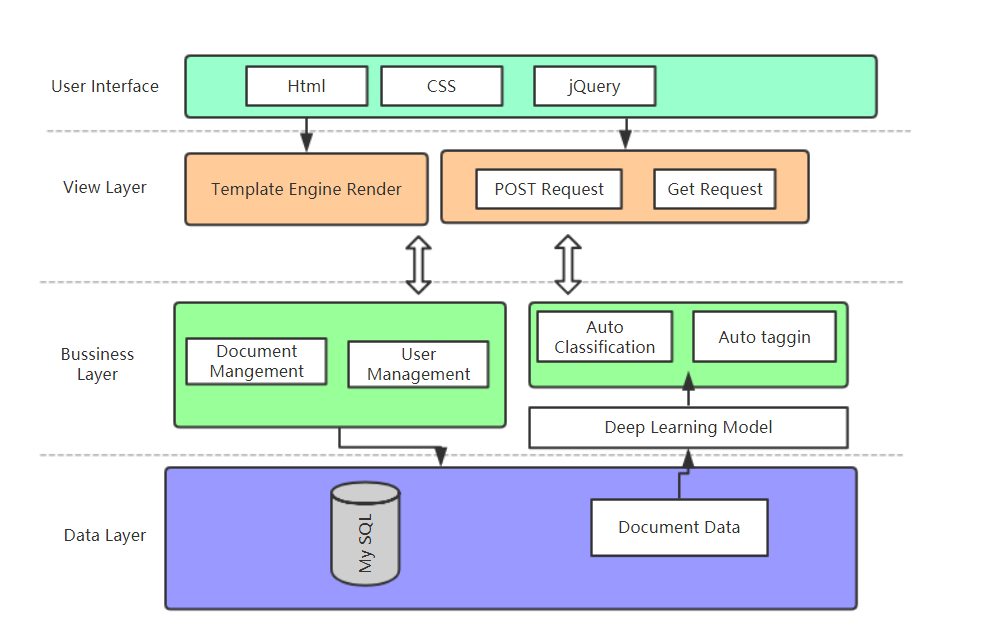 User Interface
Html
CSS
jQuery
View Layer
Template Engine Render
POST Request
Get Request
Bussiness
Layer
Document
Mangement
User
Management
Auto
Classification
Auto taggin
Deep Learning Model
Data Layer
My SQL
Document Data